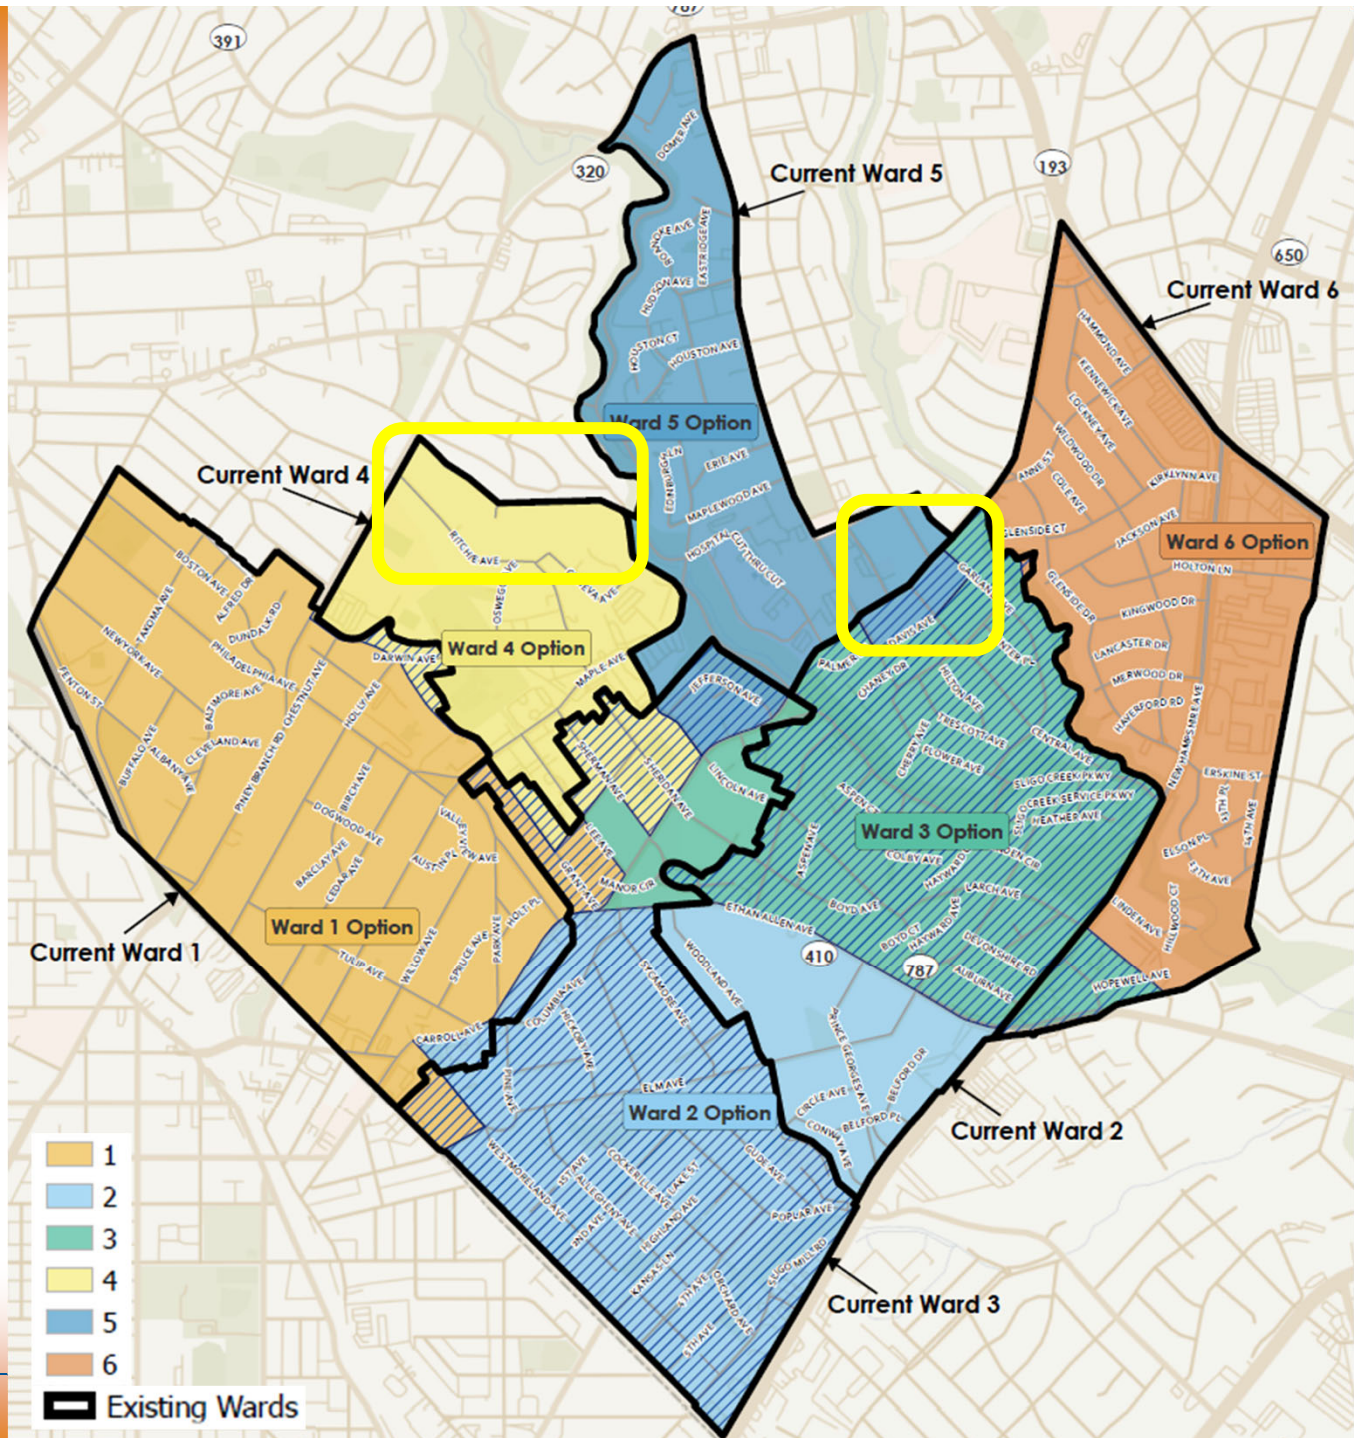 391
320
193
650
Current Ward 5
Current Ward 6
Current Ward 4
Current Ward 1
Current Ward 2
Current Ward 3
DOMER AVE
ROANOKE AVE
EASTRIDGE AVE
HUDSON AVE
HOUSTON CT
HOUSTON AVE
Ward 5 Option
ERIE AVE
MAPLEWOOD AVE
HOSPITAL CUT THRU CUT
HAMMOND AVE
KENNEWICK AVE
LOCKNEY AVE
WILDWOOD DR
ANNE ST
COLE AVE
KIRKLYNN AVE
JACKSON AVE
GLENSIDE CT
Ward 6 Option
HOLTON LN
GLENSIDE DR
KINGWOOD DR
LANCASTER DR
MERWOOD DR
HAVERFORD RD
NEW HAMPSHIRE AVE
ERSKINE ST
13TH PL
14TH AVE
ELSON PL
13TH AVE
LINDEN AVE
HILLWOOD CT
HOPEWELL AVE
RITCHIE AVE
OSWEGO AVE
GENEVA AVE
Ward 4 Option
MAPLE AVE
DARWIN AVE
BOSTON AVE
TAKOMA AVE
ALFRED DR
DUNDALK RD
NEW YORK AVE
PHILADELPHIA AVE
FENTON ST
BALTIMORE AVE
CHESTNUT AVE
HOLLY AVE
BUFFALO AVE
ALBANY AVE
CLEVELAND AVE
PINEY BRANCH RD
BIRCH AVE
DOGWOOD AVE
VALLEY VIEW AVE
AUSTIN PL
BARCLAY AVE
CEDAR AVE
Ward 1 Option
HOLT PL
PARK AVE
SPRUCE AVE
WILLOW AVE
TULIP AVE
CARROLL AVE
JEFFERSON AVE
SHERMAN AVE
SHERIDAN AVE
LINCOLN AVE
LEE AVE
GRANT AVE
MANOR CIR
GARLAND AVE
DAVIS AVE
PALMER
CHANEY DR
HILTON AVE
TRESCOTT AVE
CENTRAL AVE
CHERRY AVE
FLOWER AVE
SLIGO CREEK PKWY
SLIGO CREEK SERVICE PKWY
HEATHER AVE
ASPEN CT
ASPEN AVE
Ward 3 Option
COLBY AVE
HAYWARD
LARCH AVE
BOYD AVE
BOYD CT
HAYWARD AVE
DEVONSHIRE RD
AUBURN AVE
ETHAN ALLEN AVE
410
787
WOODLAND AVE
SYCAMORE AVE
COLUMBIA AVE
HICKORY AVE
PINE AVE
ELM AVE
PRINCE GEORGES AVE
BELFORD DR
CIRCLE AVE
BELFORD PL
CONWAY AVE
Ward 2 Option
GUDE AVE
WESTMORELAND AVE
1ST AVE
COCKERILLE AVE
LAKE ST
ALLEGHENY AVE
2ND AVE
HIGHLAND AVE
POPLAR AVE
KANSAS LN
4TH AVE
ORCHARD AVE
SLIGO MILL RD
5TH AVE
1
2
3
4
5
6
Existing Wards